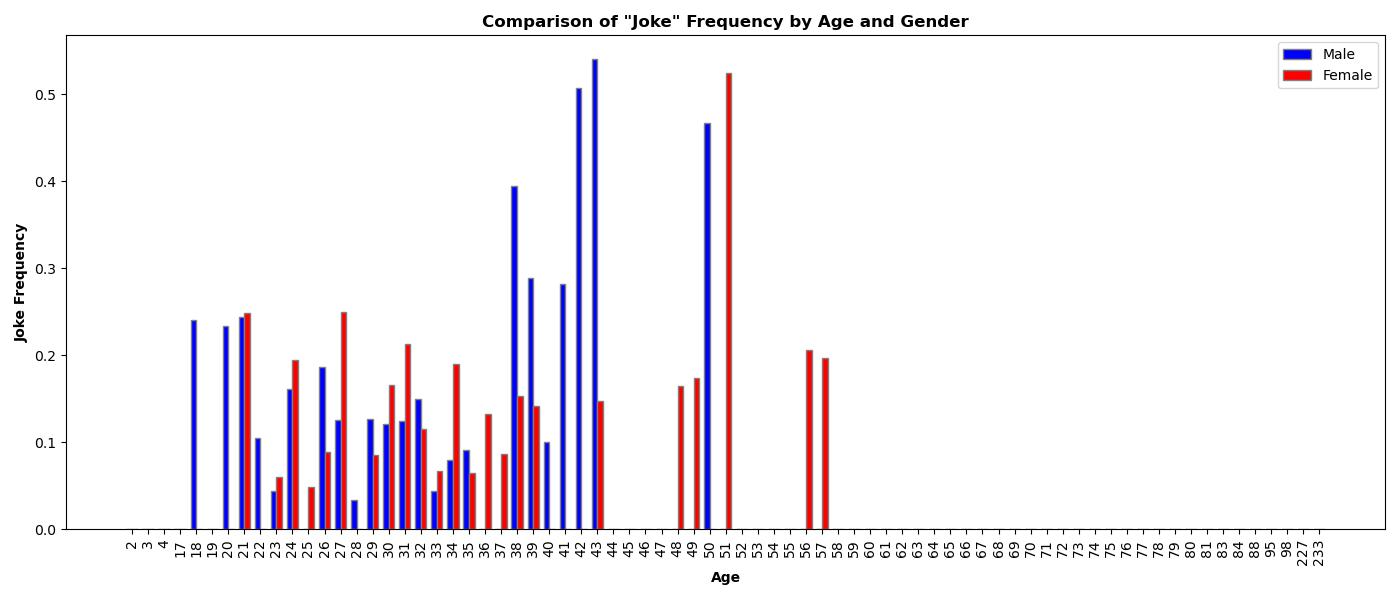 Comparison of "Joke" Frequency by Age and Gender
Male
Female
Joke Frequency
0.5
0.4
0.3
0.2
0.1
0.0
2 3 4 17 18 19 20 21 22 23 24 25 26 27 28 29 30 31 32 33 34 35 36 37 38 39 40 41 42 43 44 45 46 47 48 49 50 51 52 53 54 55 56 57 58 59 60 61 62 63 64 65 66 67 68 69 70 71 72 73 74 75 76 77 78 79 80 81 83 84 88 95 98 227 233
Age